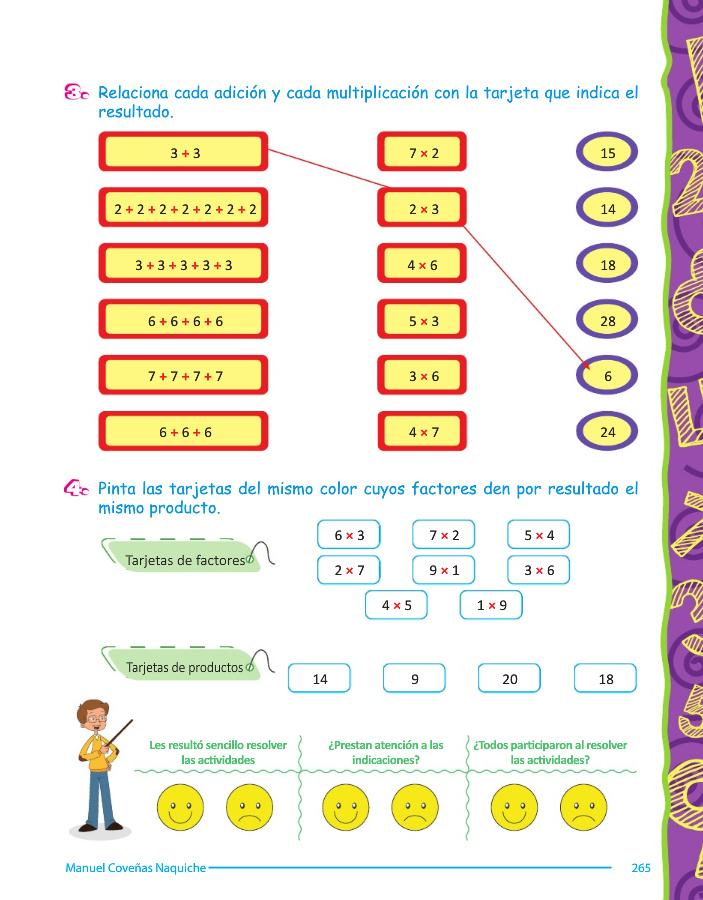 3. Relaciona cada adición y cada multiplicación con la tarjeta que indica el
resultado.
3 + 3
7 × 2
15
2 + 2 + 2 + 2 + 2 + 2 + 2
2 × 3
14
3 + 3 + 3 + 3 + 3
4 × 6
18
6 + 6 + 6 + 6
5 × 3
28
7 + 7 + 7 + 7
3 × 6
6
6 + 6 + 6
4 × 7
24
4. Pinta las tarjetas del mismo color cuyos factores den por resultado el
mismo producto.
Tarjetas de factores
6 × 3
7 × 2
5 × 4
2 × 7
9 × 1
3 × 6
4 × 5
1 × 9
Tarjetas de productos
14
9
20
18
Les resultó sencillo resolver
las actividades
¿Prestan atención a las
indicaciones?
¿Todos participaron al resolver
las actividades?
Manuel Coveñas Naquiche
265